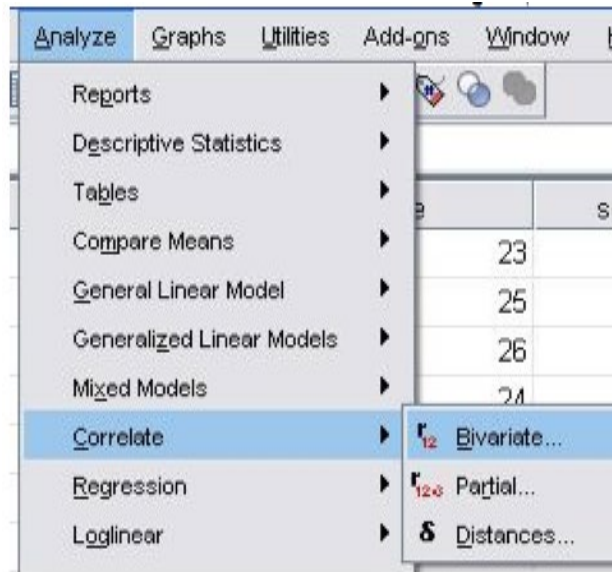 Analyze Graphs Utilities Add-ons Window
Reports
Descriptive Statistics
Tables
Compare Means
23
General Linear Model
25
Generalized Linear Models
26
Mixed Models
24
Correlate
r12 Bivariate...
Regression
r12·3 Partial...
Loglinear
δ Distances...